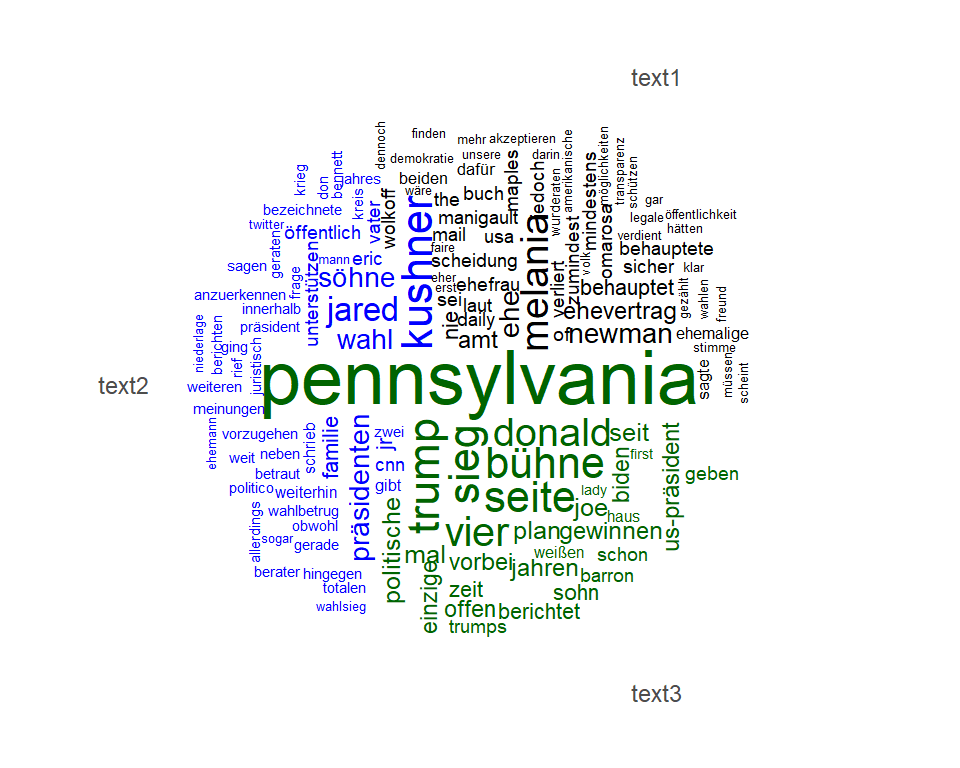 text1
text2
text3
dennoch
finden
mehr
akzeptieren
darin
amerikanische
möglichkeiten
transparenz
schützen
krieg
don
bennett
jahres
demokratie
unsere
dafür
maples
kreis
beiden
wäre
buch
jedoch
wurderaten
gar
bezeichnete
vater
wolkoff
the
manigault
mindestens
omarosa
legale
öffentlichkeit
hätten
twitter
öffentlich
kushner
mail
usa
melania
zumindest
volk
verdient
behauptete
geraten
unterstützen
mann
eric
faire
scheidung
sagen
frage
söhne
eher
erst
ehefrau
verliert
behauptet
sicher
klar
anzuerkennen
innerhalb
jared
sei
laut
ehe
ehevertrag
gezählt
wahlen
freund
präsident
wahl
nie
daily
amt
of
newman
ehemalige
niederlage
berichten
ging
rief
juristisch
stimme
weiteren
pennsylvania
sagte
müssen
scheint
meinungen
ehemann
vorzugehen
schrieb
familie
präsidenten
zwei
jr
trump
sieg
donald
seit
us-präsident
weit
neben
cnn
bühne
biden
first
betraut
gibt
seite
lady
geben
politico
weiterhin
politische
joe
haus
wahlbetrug
vier
plan
gewinnen
obwohl
allerdings
sogar
gerade
mal
vorbei
weißen
schon
berater
hingegen
jahren
barron
totalen
einzige
zeit
sohn
wahlsieg
offen
berichtet
trumps